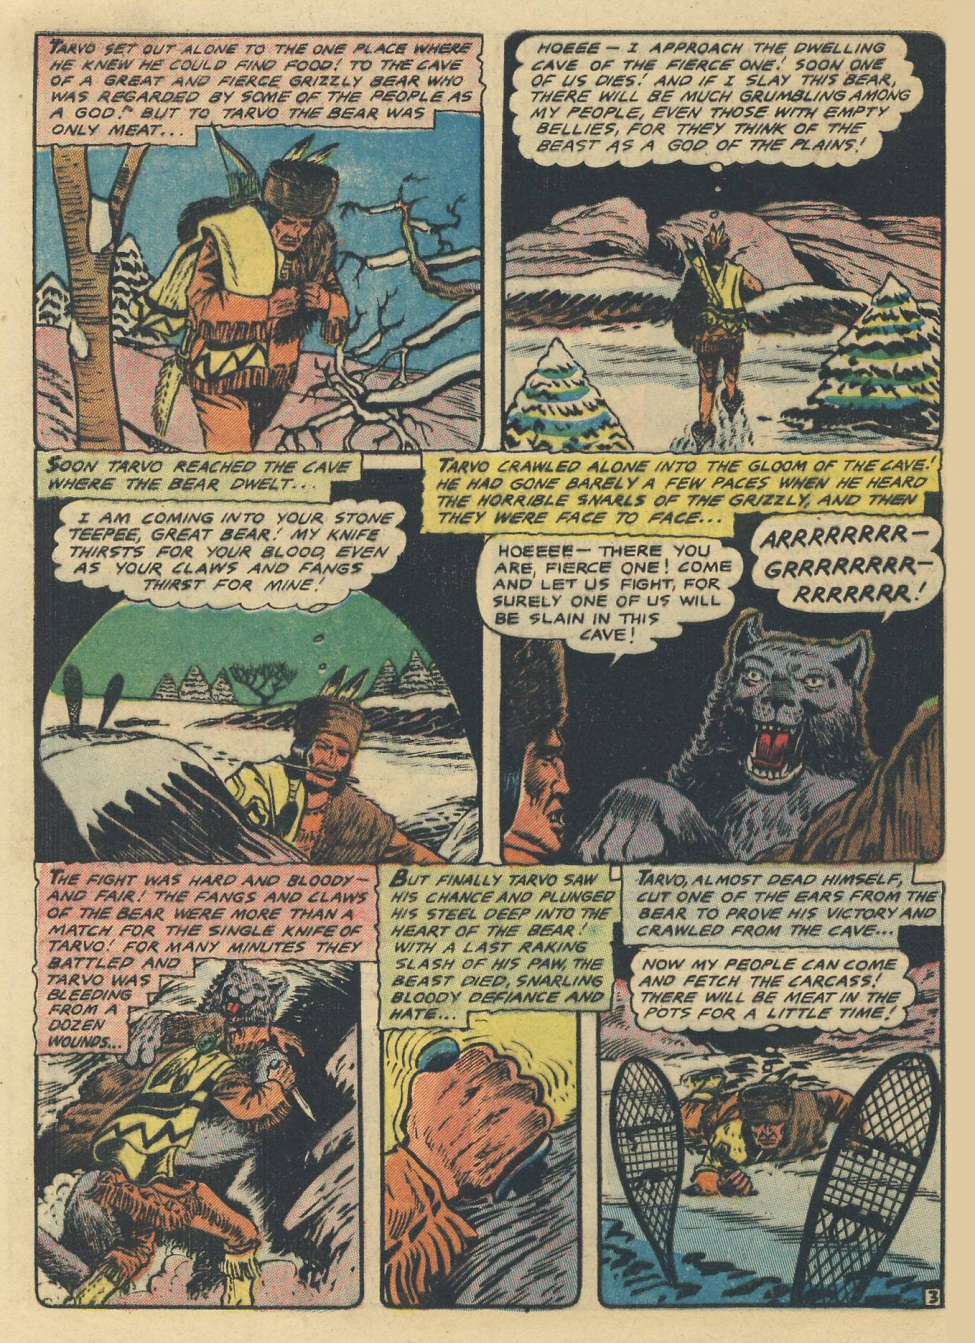 TARVO SET OUT ALONE TO THE ONE PLACE WHERE
HE KNEW HE COULD FIND FOOD! TO THE CAVE
OF A GREAT AND FIERCE GRIZZLY BEAR WHO
WAS REGARDED BY SOME OF THE PEOPLE AS
A GOD! BUT TO TARVO THE BEAR WAS
ONLY MEAT...
HOEEE - I APPROACH THE DWELLING
CAVE OF THE FIERCE ONE! SOON ONE
OF US DIES! AND IF I SLAY THIS BEAR,
THERE WILL BE MUCH GRUMBLING AMONG
MY PEOPLE, EVEN THOSE WITH EMPTY
BELLIES, FOR THEY THINK OF THE
BEAST AS A GOD OF THE PLAINS!
SOON TARVO REACHED THE CAVE
WHERE THE BEAR DWELT...
I AM COMING INTO YOUR STONE
TEEPEE, GREAT BEAR! MY KNIFE
THIRSTS FOR YOUR BLOOD, EVEN
AS YOUR CLAWS AND FANGS
THIRST FOR MINE!
TARVO CRAWLED ALONE INTO THE GLOOM OF THE CAVE!
HE HAD GONE BARELY A FEW PACES WHEN HE HEARD
THE HORRIBLE SNARLS OF THE GRIZZLY, AND THEN
THEY WERE FACE TO FACE...
HOEEEE - THERE YOU
ARE, FIERCE ONE! COME
AND LET US FIGHT, FOR
SURELY ONE OF US WILL
BE SLAIN IN THIS
CAVE!
ARRRRRRRR-
GRRRRRRRRR-
RRRRRRR!
THE FIGHT WAS HARD AND BLOODY-
AND FAIR! THE FANGS AND CLAWS
OF THE BEAR WERE MORE THAN A
MATCH FOR THE SINGLE KNIFE OF
TARVO! FOR MANY MINUTES THEY
BATTLED AND
TARVO WAS
BLEEDING
FROM A
DOZEN
WOUNDS...
BUT FINALLY TARVO SAW
HIS CHANCE AND PLUNGED
HIS STEEL DEEP INTO THE
HEART OF THE BEAR!
WITH A LAST RAKING
SLASH OF HIS PAW, THE
BEAST DIED, SNARLING
BLOODY DEFIANCE AND
HATE...
TARVO, ALMOST DEAD HIMSELF,
CUT ONE OF THE EARS FROM THE
BEAR TO PROVE HIS VICTORY AND
CRAWLED FROM THE CAVE...
NOW MY PEOPLE CAN COME
AND FETCH THE CARCASS!
THERE WILL BE MEAT IN THE
POTS FOR A LITTLE TIME!
3